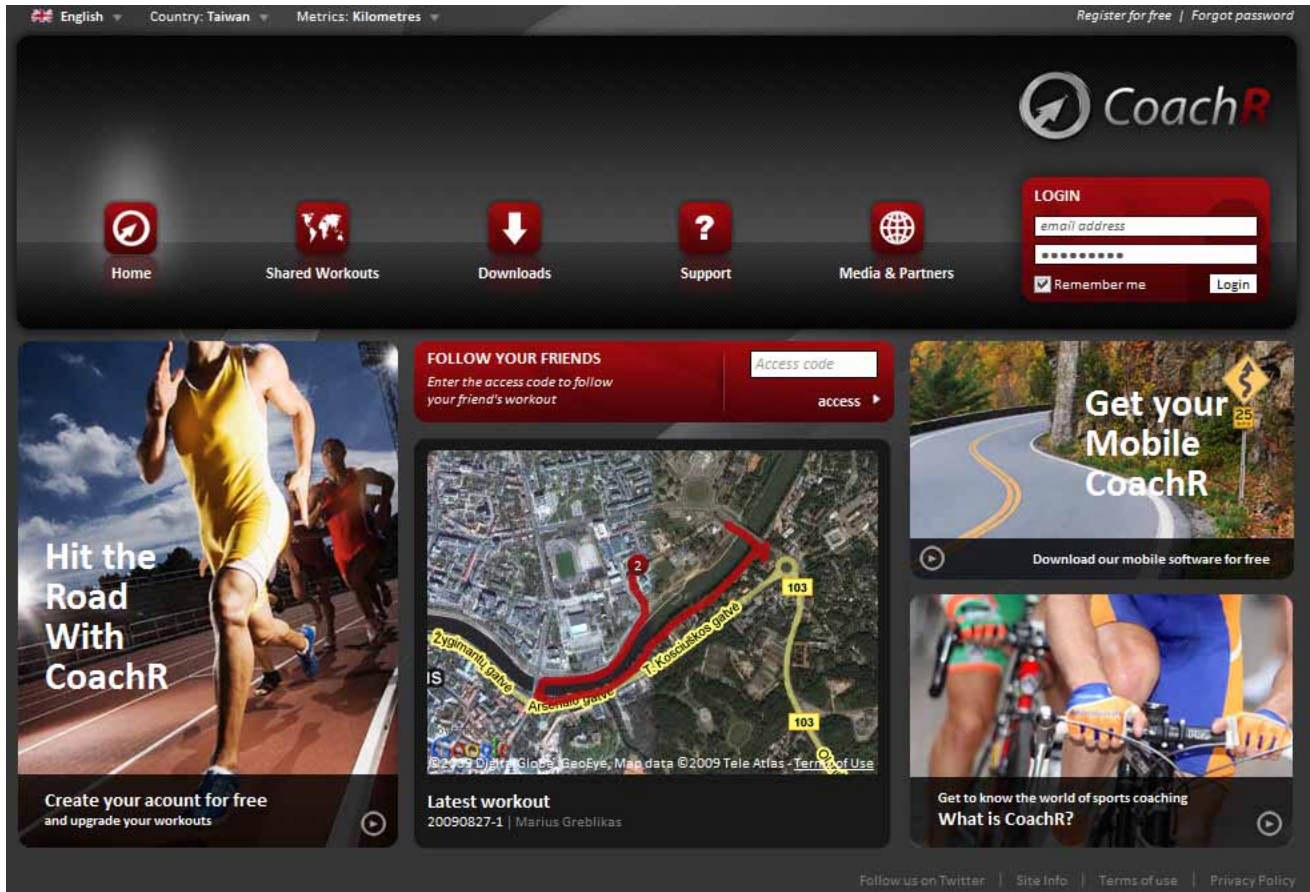 English
Country: Taiwan
Metrics: Kilometres
Register for free | Forgot password
CoachR
Home
Shared Workouts
?
Downloads
Support
Media & Partners
LOGIN
email address
Remember me
Login
Hit the
Road
With
CoachR
Create your acount for free
and upgrade your workouts
FOLLOW YOUR FRIENDS
Enter the access code to follow
your friend's workout
Access code
access
2
103
Žygimantų gatvė
T. Kosciuškos gatvė
Arsenalo gatvė
IS
103
Google
©2009 DigitalGlobe, GeoEye, Map data ©2009 Tele Atlas - Terms of Use
Latest workout
20090827-1 | Marius Greblikas
Get your
Mobile
CoachR
25
Download our mobile software for free
Get to know the world of sports coaching
What is CoachR?
Follow us on Twitter | Site Info | Terms of use | Privacy Policy